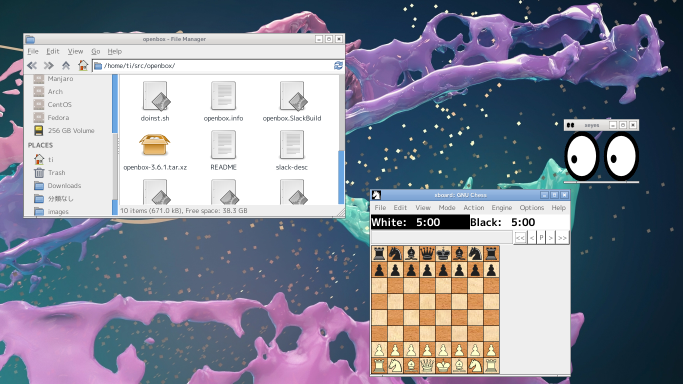 openbox - File Manager
File Edit View Go Help
/home/ti/src/openbox/
Manjaro
Arch
CentOS
Fedora
256 GB Volume
PLACES
ti
Trash
Downloads
分類なし
images
doinst.sh
openbox.info
openbox.SlackBuild
openbox-3.6.1.tar.xz
README
slack-desc
10 items (671.0 kB), Free space: 38.3 GB
xeyes
xboard: GNU Chess
File Edit View Mode Action Engine Options Help
White: 5:00 Black: 5:00
<< < P > >>